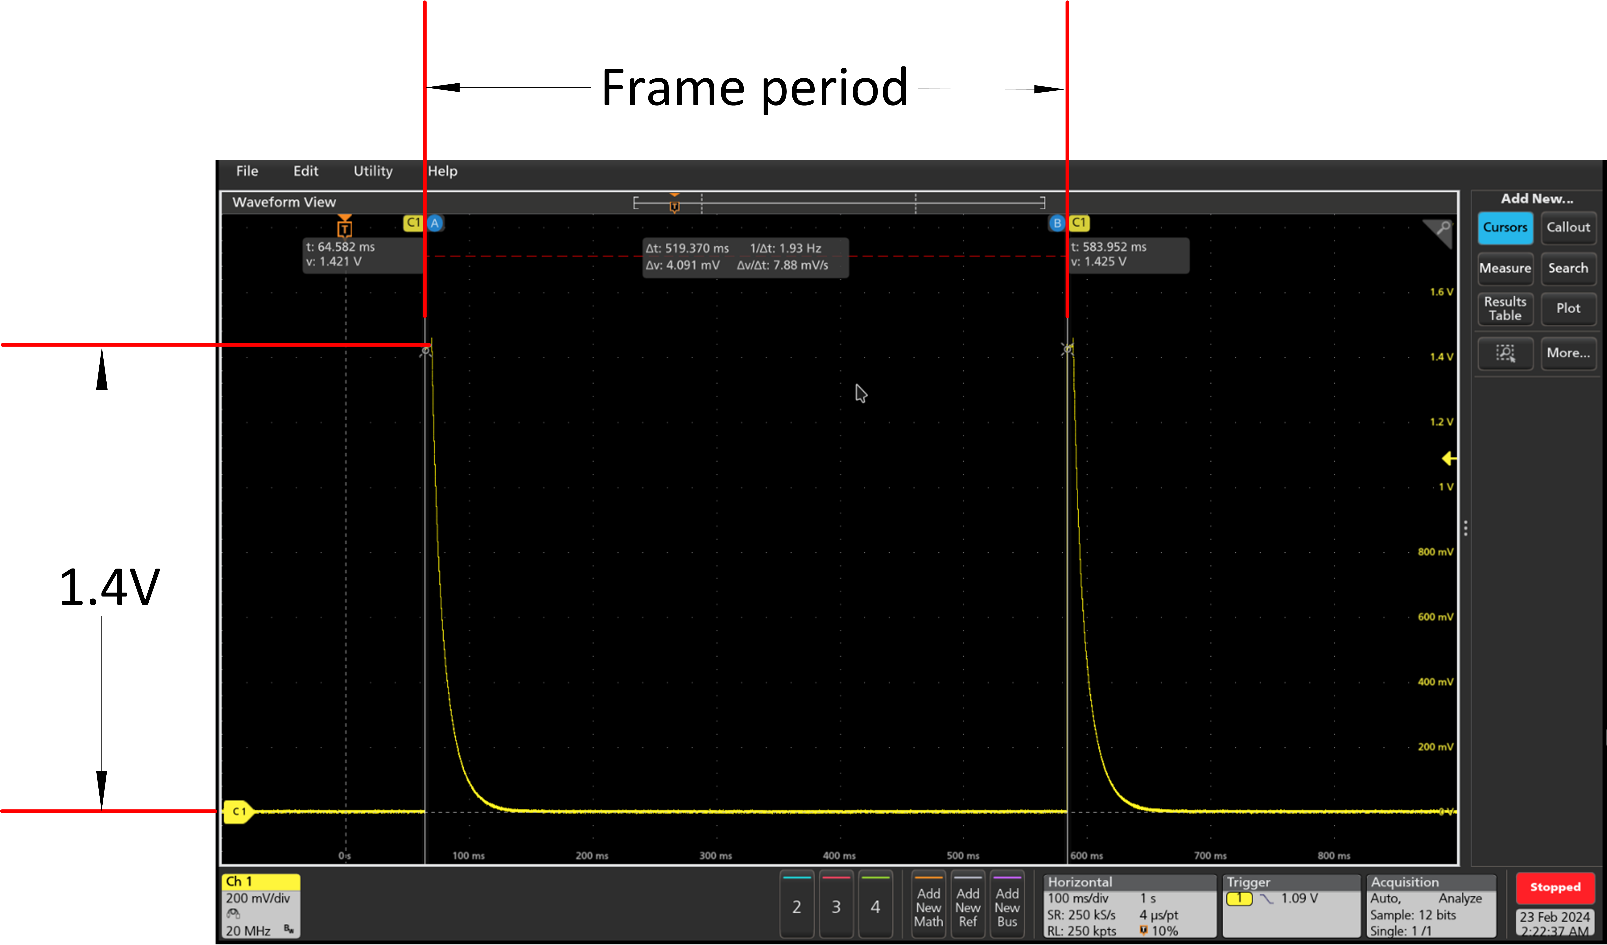 Frame period
File Edit Utility Help
Waveform View
Add New...
T
C1 A
B C1
Cursors Callout
t: 64.582 ms
v: 1.421 V
Δt: 519.370 ms 1/Δt: 1.93 Hz
Δv: 4.091 mV Δv/Δt: 7.88 mV/s
t: 583.952 ms
v: 1.425 V
Measure Search
1.6 V
Results
Table
Plot
More...
1.4 V
1.2 V
1 V
800 mV
1.4V
600 mV
400 mV
200 mV
C1
0 V
0 s 100 ms 200 ms 300 ms 400 ms 500 ms 600 ms 700 ms 800 ms
Ch 1
200 mV/div
20 MHz Bw
2 3 4
Add
New
Math
Add
New
Ref
Add
New
Bus
Horizontal
100 ms/div 1 s
SR: 250 kS/s 4 µs/pt
RL: 250 kpts T 10%
Trigger
1 1.09 V
Acquisition
Auto, Analyze
Sample: 12 bits
Single: 1 /1
Stopped
23 Feb 2024
2:22:37 AM